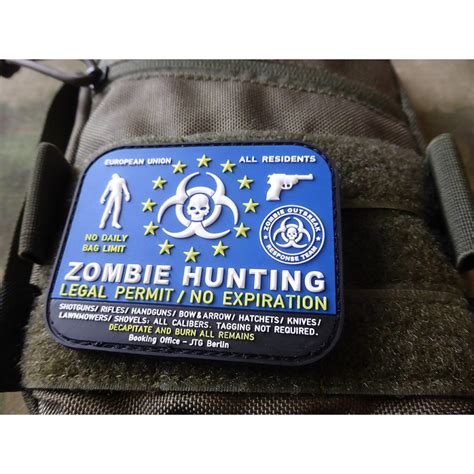 EUROPEAN UNION
ALL RESIDENTS
NO DAILY
BAG LIMIT
ZOMBIE OUTBREAK
RESPONSE TEAM
ZOMBIE HUNTING
LEGAL PERMIT / NO EXPIRATION
SHOTGUNS/ RIFLES/ HANDGUNS/ BOW&ARROW/ HATCHETS/ KNIVES/
LAWNMOWERS/ SHOVELS. ALL CALIBERS. TAGGING NOT REQUIRED.
DECAPITATE AND BURN ALL REMAINS
Booking Office - JTG Berlin